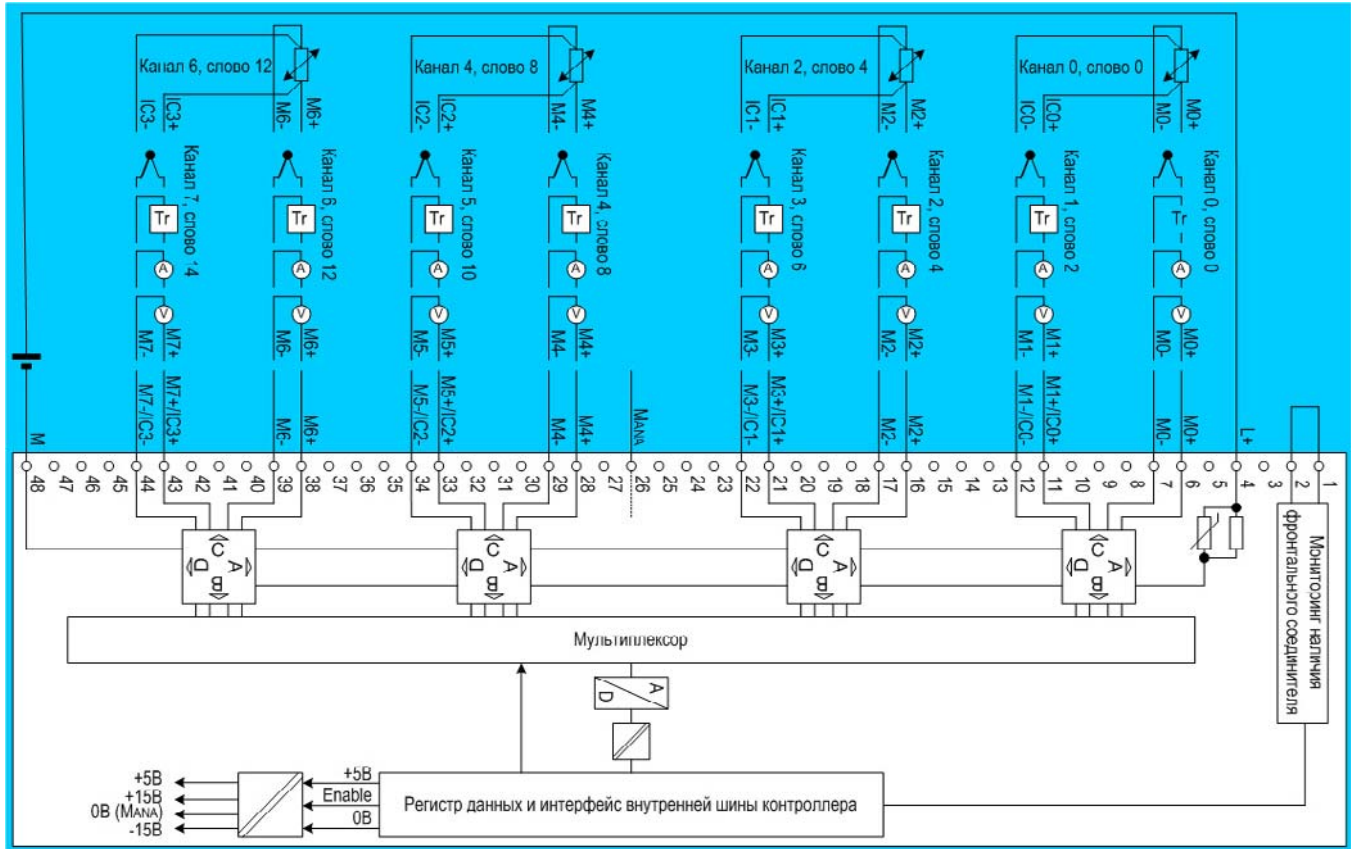 Канал 6, слово 12
Канал 4, слово 8
Канал 2, слово 4
Канал 0, слово 0
IC3- IC3+ M6- M6+
IC2- IC2+ M4- M4+
IC1- IC1+ M2- M2+
IC0- IC0+ M0- M0+
Канал 7, слово 14
Канал 6, слово 12
Канал 5, слово 10
Канал 4, слово 8
Канал 3, слово 6
Канал 2, слово 4
Канал 1, слово 2
Канал 0, слово 0
Tr Tr Tr Tr Tr Tr Tr Tr
A A A A A A A A
V V V V V V V V
M7- M7+ M6- M6+ M5- M5+ M4- M4+ M3- M3+ M2- M2+ M1- M1+ M0- M0+
M M7-/IC3- M7+/IC3+ M6- M6+ M5-/IC2- M5+/IC2+ M4- M4+ MANA M3-/IC1- M3+/IC1+ M2- M2+ M1-/IC0- M1+/IC0+ M0- M0+ L+
48 47 46 45 44 43 42 41 40 39 38 37 36 35 34 33 32 31 30 29 28 27 26 25 24 23 22 21 20 19 18 17 16 15 14 13 12 11 10 9 8 7 6 5 4 3 2 1
C A D B
C A D B
C A D B
C A D B
Мониторинг наличия
фронтального соединителя
Мультиплексор
A
D
+5В
+15В
0В (MANA)
-15В
+5В
Enable
0В
Регистр данных и интерфейс внутренней шины контроллера